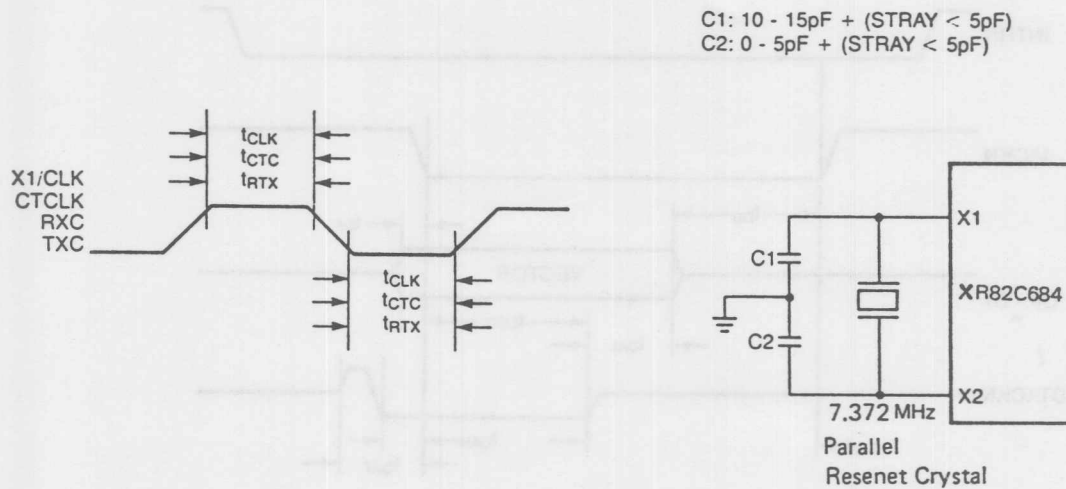 C1: 10 - 15pF + (STRAY < 5pF)
C2: 0 - 5pF + (STRAY < 5pF)
tCLK
tCTC
tRTX
X1/CLK
CTCLK
RXC
TXC
tCLK
tCTC
tRTX
X1
C1
XR82C684
C2
X2
7.372 MHz
Parallel
Resenet Crystal